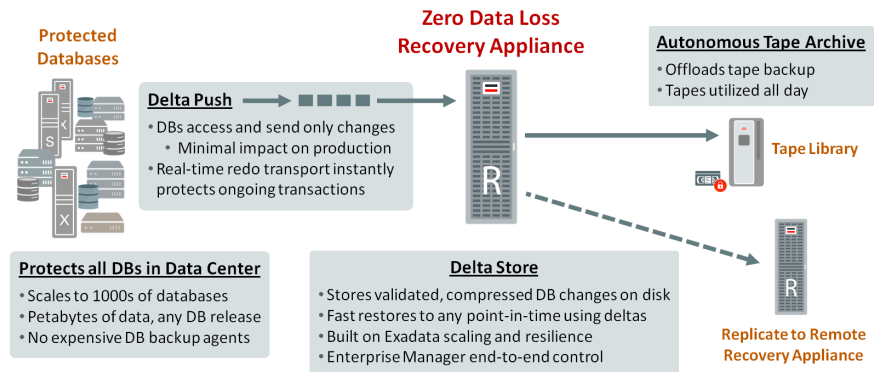 Zero Data Loss
Recovery Appliance
Protected
Databases
S
K
X
Delta Push
• DBs access and send only changes
• Minimal impact on production
• Real-time redo transport instantly
protects ongoing transactions
R
Autonomous Tape Archive
• Offloads tape backup
• Tapes utilized all day
Tape Library
Protects all DBs in Data Center
• Scales to 1000s of databases
• Petabytes of data, any DB release
• No expensive DB backup agents
Delta Store
• Stores validated, compressed DB changes on disk
• Fast restores to any point-in-time using deltas
• Built on Exadata scaling and resilience
• Enterprise Manager end-to-end control
R
Replicate to Remote
Recovery Appliance